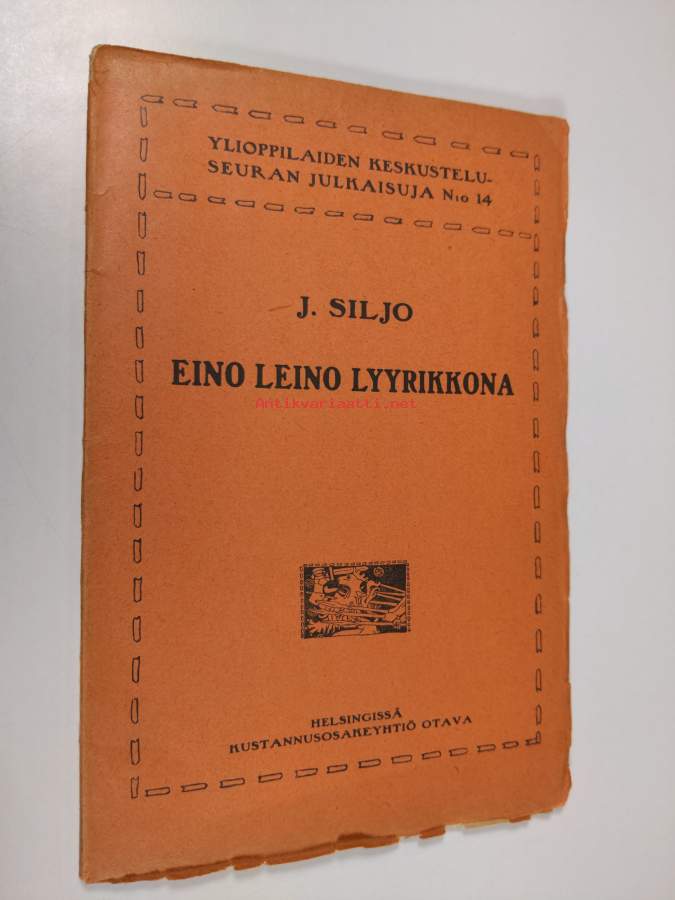 YLIOPPILAIDEN KESKUSTELU-
SEURAN JULKAISUJA N:o 14
J. SILJO
EINO LEINO LYYRIKKONA
Antikvariaatti.net
HELSINGISSÄ
KUSTANNUSOSAKEYHTIÖ OTAVA